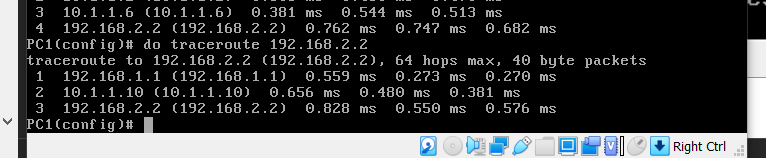 3  10.1.1.6 (10.1.1.6)  0.381 ms  0.544 ms  0.513 ms
4  192.168.2.2 (192.168.2.2)  0.762 ms  0.747 ms  0.682 ms
PC1(config)# do traceroute 192.168.2.2
traceroute to 192.168.2.2 (192.168.2.2), 64 hops max, 40 byte packets
1  192.168.1.1 (192.168.1.1)  0.559 ms  0.273 ms  0.270 ms
2  10.1.1.10 (10.1.1.10)  0.656 ms  0.480 ms  0.381 ms
3  192.168.2.2 (192.168.2.2)  0.828 ms  0.550 ms  0.576 ms
PC1(config)#
Right Ctrl